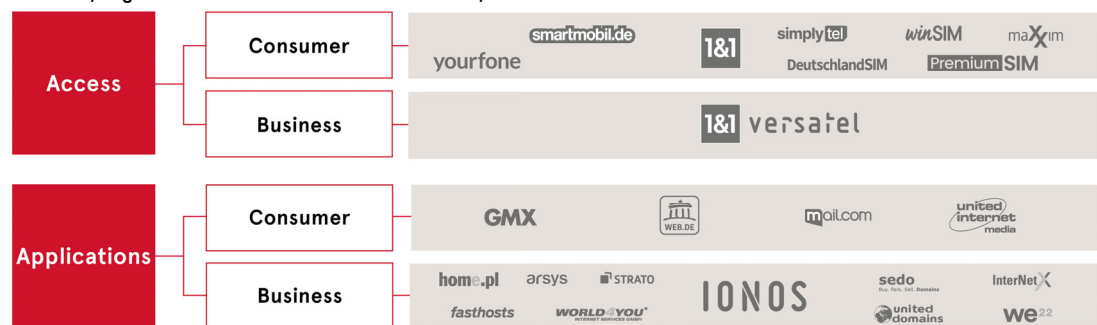 Access
Consumer
smartmobil.de
yourfone
1&1
simplytel
winSIM
maXXim
DeutschlandSIM
PremiumSIM
Business
1&1 versatel
Applications
Consumer
GMX
WEB.DE
mail.com
united
internet
media
Business
home.pl
arsys
STRATO
fasthosts
WORLD4YOU
INTERNET SERVICES GMBH
IONOS
sedo
Buy. Park. Sell. Domains
InterNetX
united
domains
we22